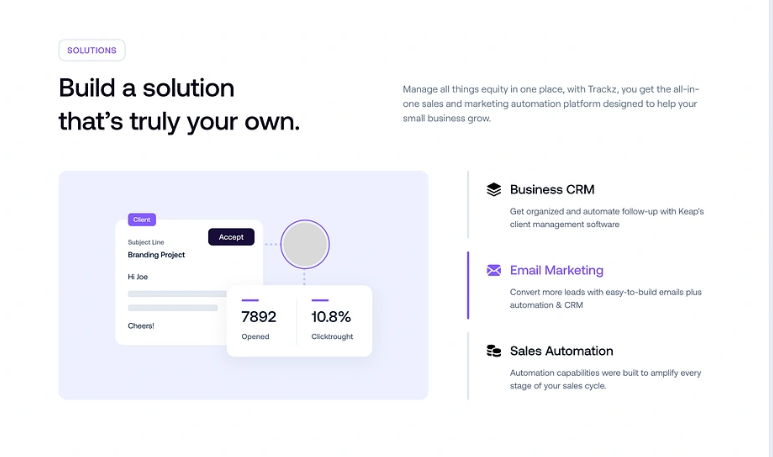 SOLUTIONS
Build a solution
that's truly your own.
Manage all things equity in one place, with Trackz, you get the all-in-
one sales and marketing automation platform designed to help your
small business grow.
Client
Subject Line
Branding Project
Accept
Hi Joe
Cheers!
7892
Opened
10.8%
Clicktrought
Business CRM
Get organized and automate follow-up with Keap's
client management software
Email Marketing
Convert more leads with easy-to-build emails plus
automation & CRM
Sales Automation
Automation capabilities were built to amplify every
stage of your sales cycle.